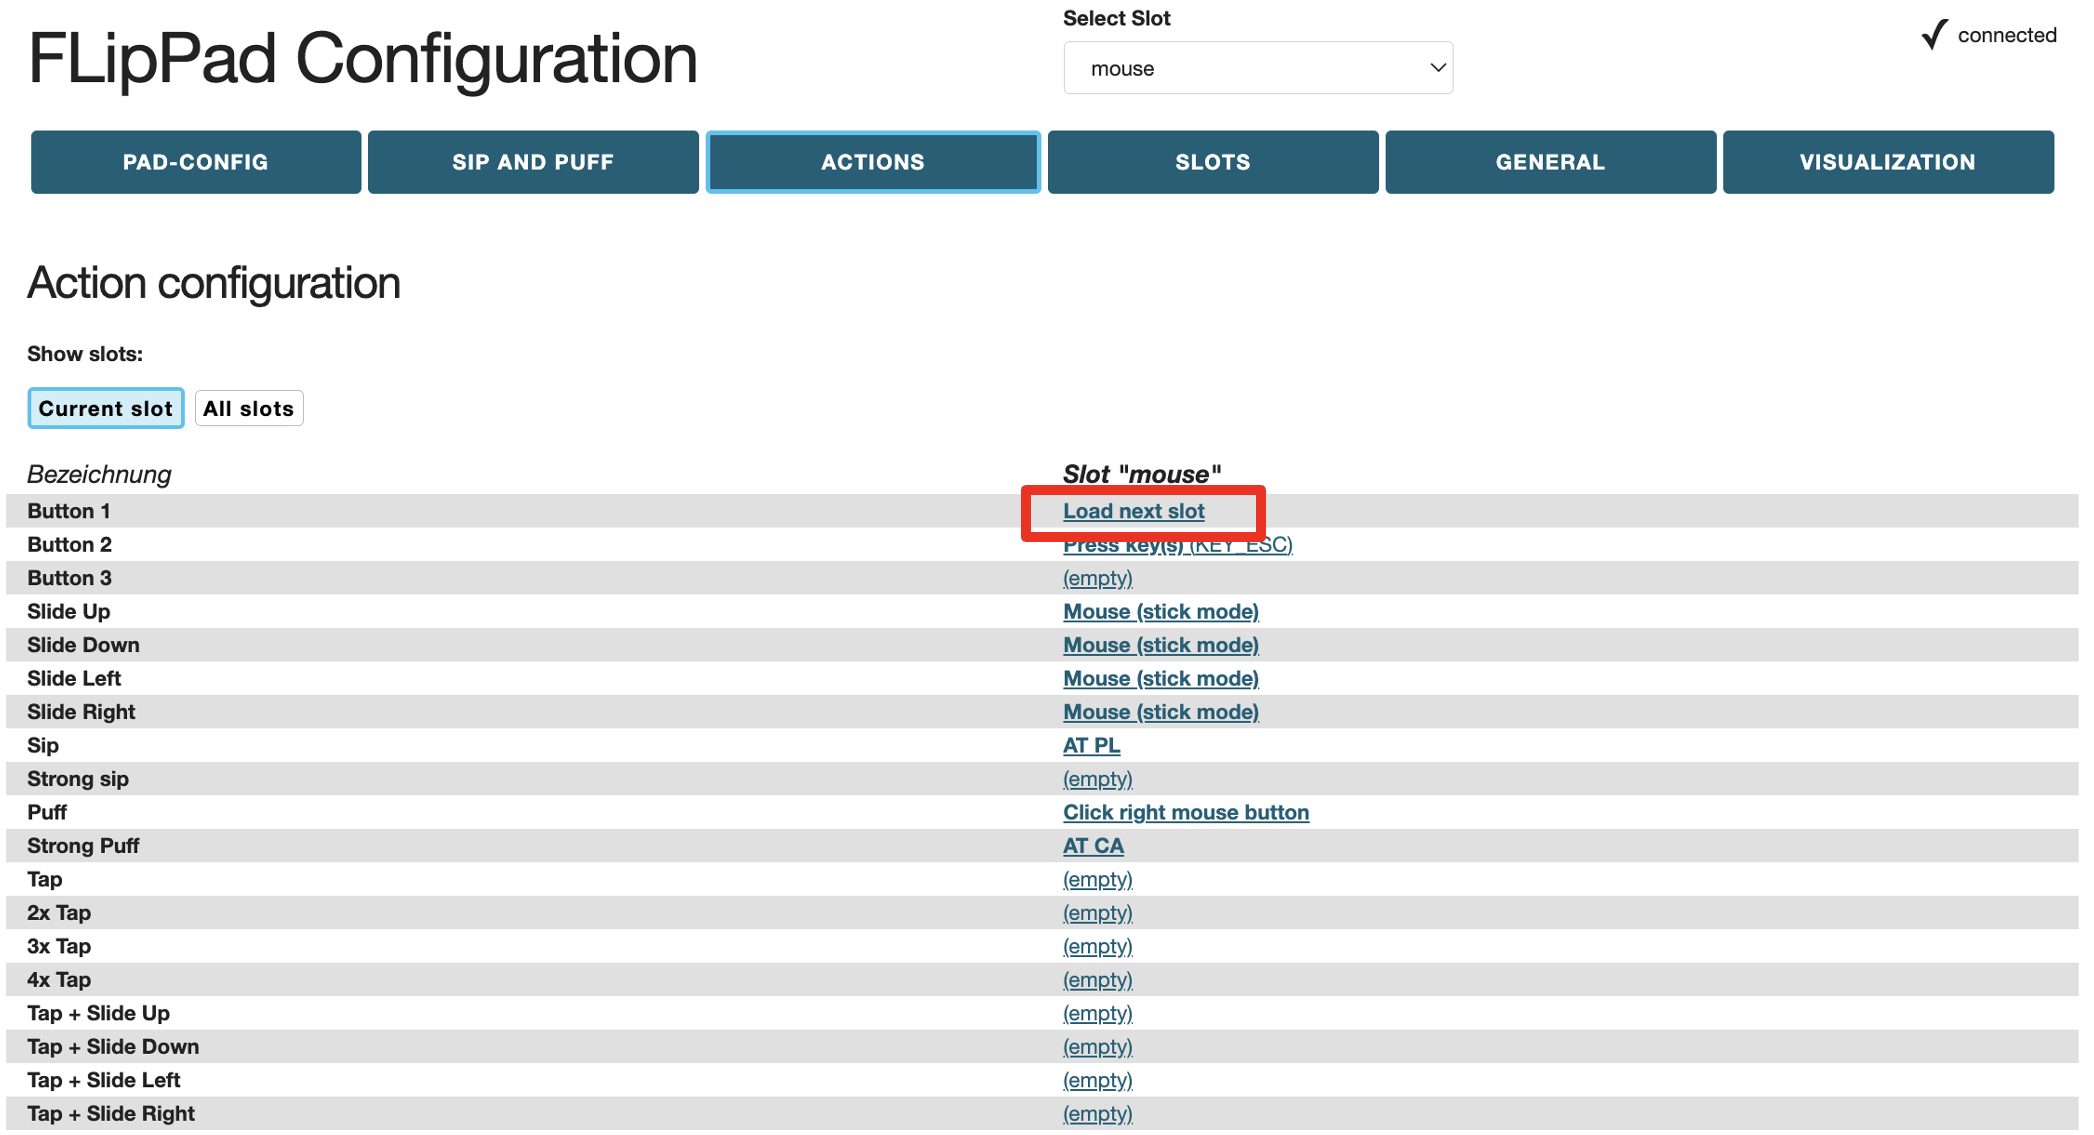 FLipPad Configuration
Select Slot
mouse
connected
PAD-CONFIG SIP AND PUFF ACTIONS SLOTS GENERAL VISUALIZATION
Action configuration
Show slots:
Current slot All slots
Bezeichnung Slot "mouse"
Button 1 Load next slot
Button 2 Press key(s) (KEY_ESC)
Button 3 (empty)
Slide Up Mouse (stick mode)
Slide Down Mouse (stick mode)
Slide Left Mouse (stick mode)
Slide Right Mouse (stick mode)
Sip AT PL
Strong sip (empty)
Puff Click right mouse button
Strong Puff AT CA
Tap (empty)
2x Tap (empty)
3x Tap (empty)
4x Tap (empty)
Tap + Slide Up (empty)
Tap + Slide Down (empty)
Tap + Slide Left (empty)
Tap + Slide Right (empty)